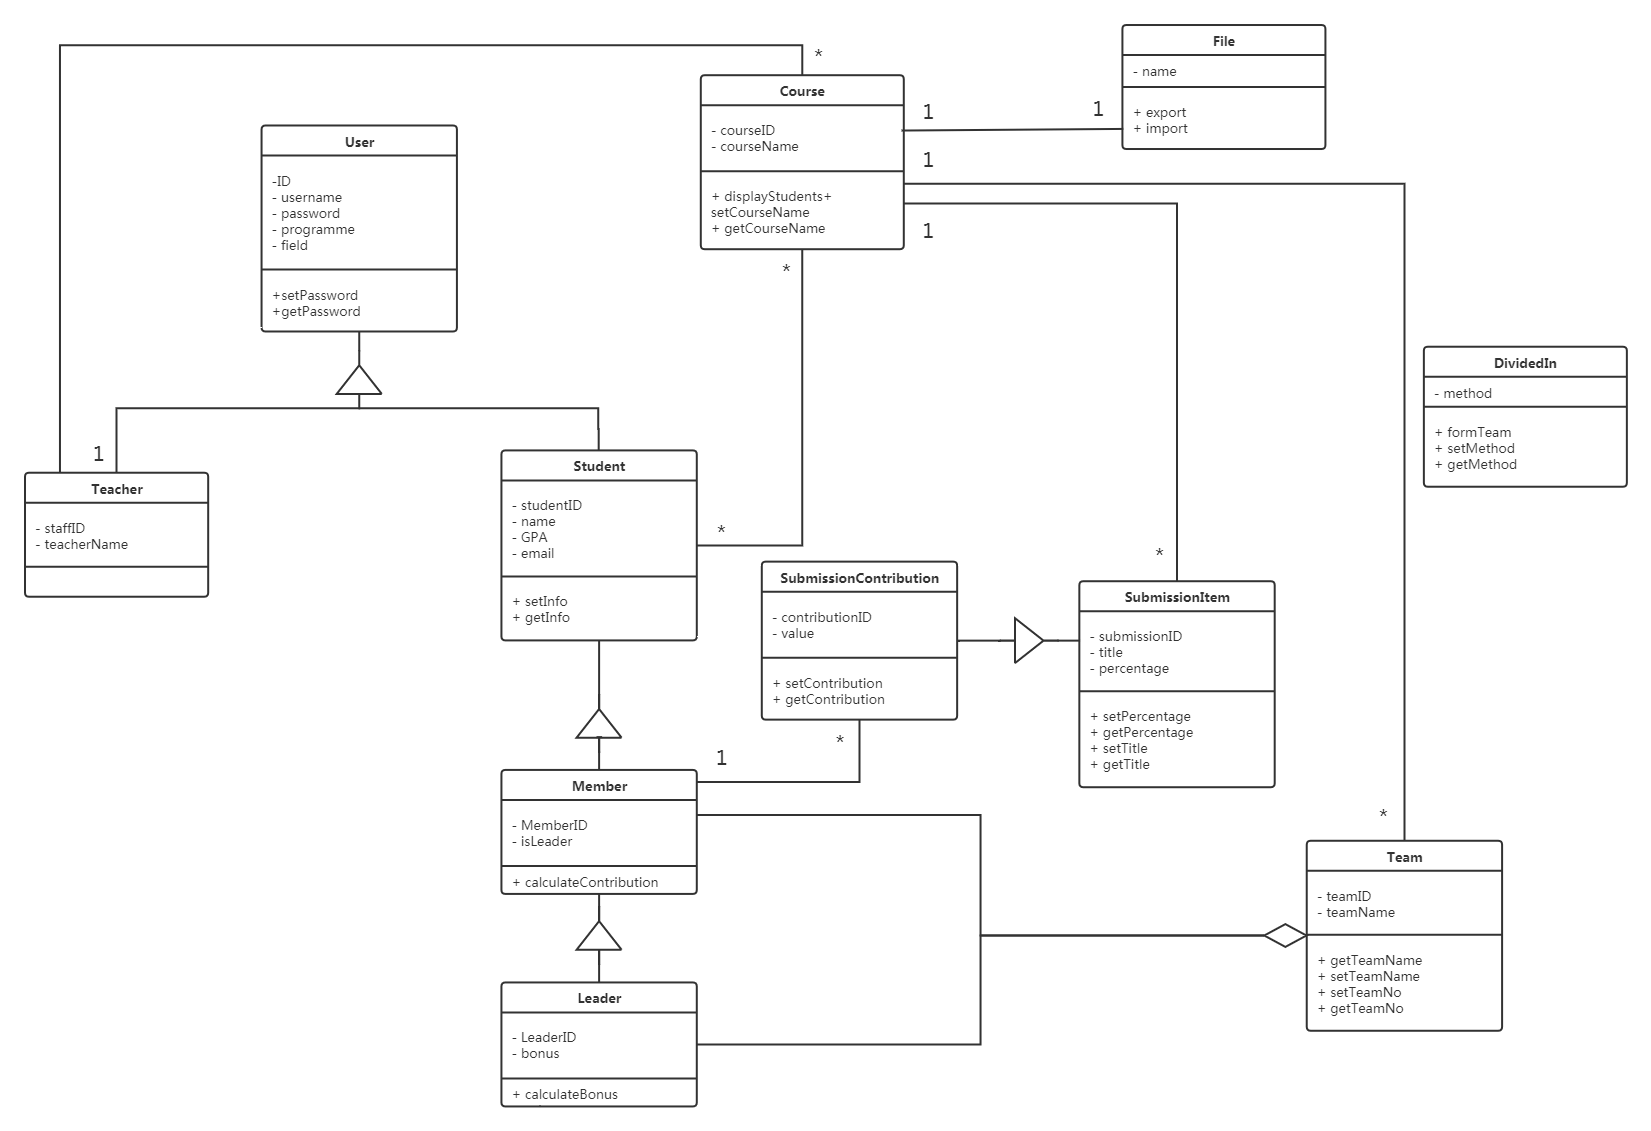 *
File
- name
+ export
+ import
Course
- courseID
- courseName
+ displayStudents+
setCourseName
+ getCourseName
1
1
1
1
*
User
-ID
- username
- password
- programme
- field
+setPassword
+getPassword
DividedIn
- method
+ formTeam
+ setMethod
+ getMethod
1
Teacher
- staffID
- teacherName
Student
- studentID
- name
- GPA
- email
+ setInfo
+ getInfo
*
*
SubmissionContribution
- contributionID
- value
+ setContribution
+ getContribution
SubmissionItem
- submissionID
- title
- percentage
+ setPercentage
+ getPercentage
+ setTitle
+ getTitle
*
1
Member
- MemberID
- isLeader
+ calculateContribution
*
Team
- teamID
- teamName
+ getTeamName
+ setTeamName
+ setTeamNo
+ getTeamNo
Leader
- LeaderID
- bonus
+ calculateBonus